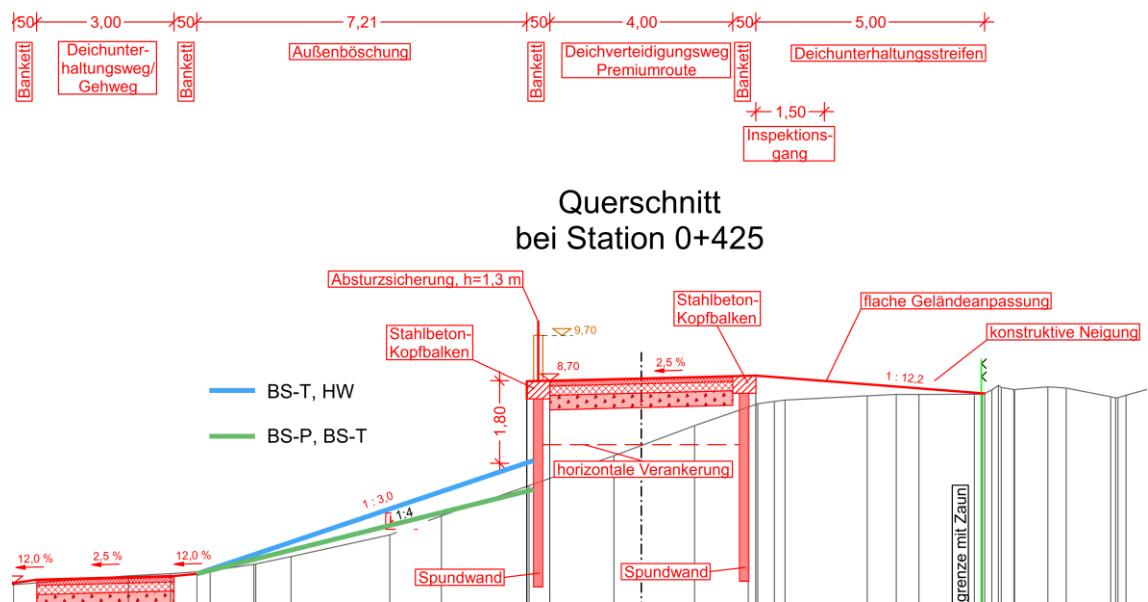 50 3,00 50 7,21 50 4,00 50 5,00
Bankett
Deichunter-
haltungsweg/
Gehweg
Bankett
Außenböschung
Bankett
Deichverteidigungsweg
Premiumroute
Bankett
Deichunterhaltungsstreifen
1,50
Inspektions-
gang
Querschnitt
bei Station 0+425
Absturzsicherung, h=1,3 m
Stahlbeton-
Kopfbalken
Stahlbeton-
Kopfbalken
flache Geländeanpassung
konstruktive Neigung
9,70
8,70
2,5 %
1 : 12,2
BS-T, HW
BS-P, BS-T
1,80
horizontale Verankerung
1 : 3,0
1:4
12,0 %
2,5 %
12,0 %
Spundwand
Spundwand
grenze mit Zaun